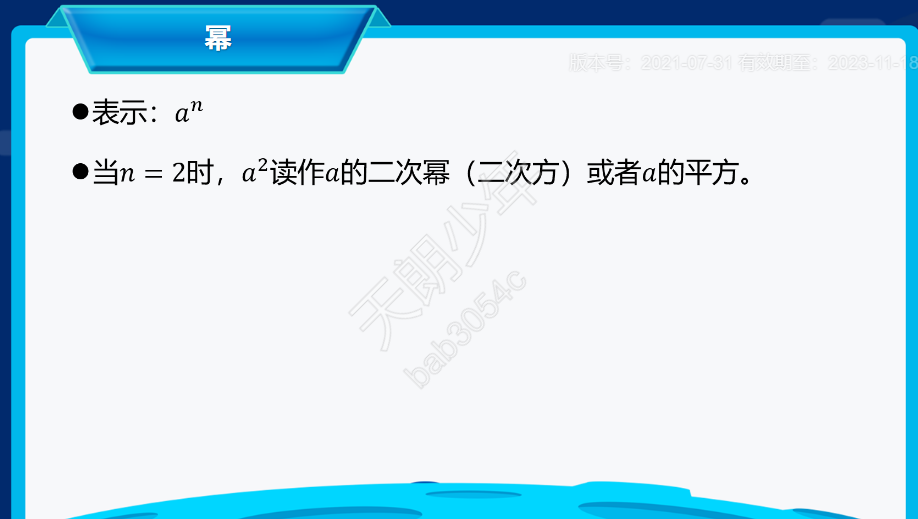 幂
版本号：2021-07-31 有效期至：2023-11-18
●表示：aⁿ
●当n = 2时，a²读作a的二次幂（二次方）或者a的平方。
天朗少年
bab3054c